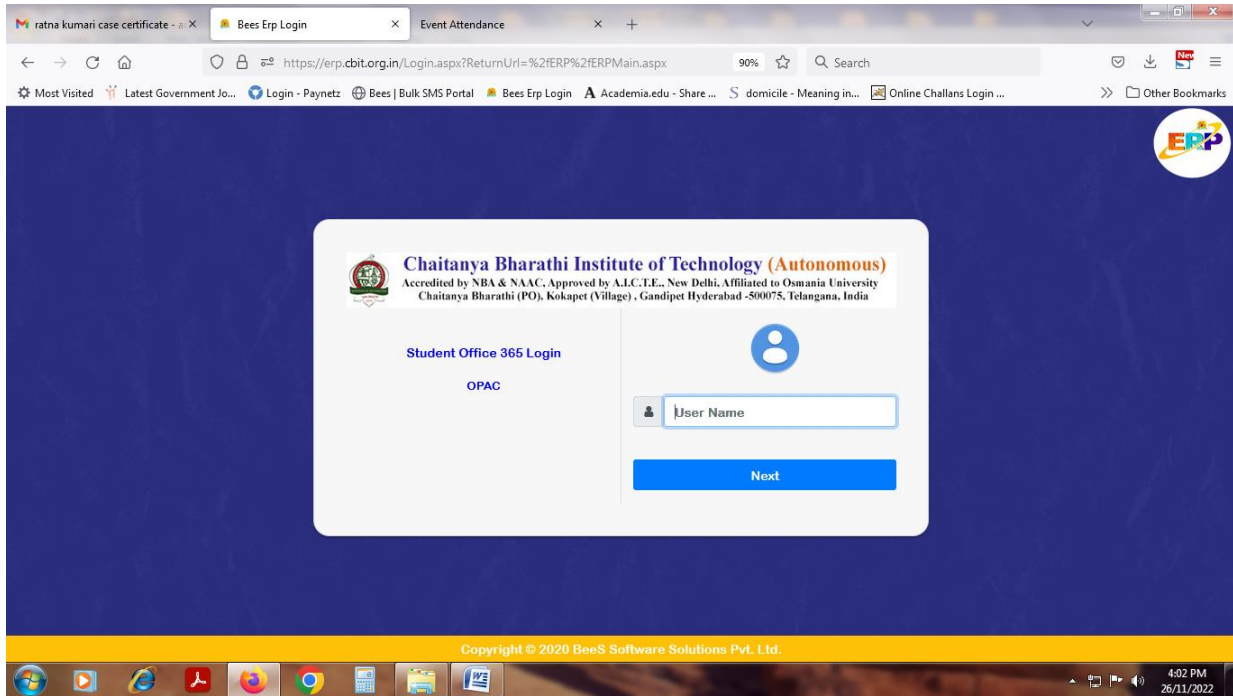 ratna kumari case certificate - a
Bees Erp Login
Event Attendance
https://erp.cbit.org.in/Login.aspx?ReturnUrl=%2fERP%2fERPMain.aspx
90%
Search
New
Most Visited
Latest Government Jo...
Login - Paynetz
Bees | Bulk SMS Portal
Bees Erp Login
A Academia.edu - Share ...
S domicile - Meaning in...
Online Challans Login ...
Other Bookmarks
ERP
Chaitanya Bharathi Institute of Technology (Autonomous)
Accredited by NBA & NAAC, Approved by A.I.C.T.E., New Delhi, Affiliated to Osmania University
Chaitanya Bharathi (PO), Kokapet (Village) , Gandipet Hyderabad -500075, Telangana, India
Student Office 365 Login
OPAC
User Name
Next
Copyright © 2020 BeeS Software Solutions Pvt. Ltd.
4:02 PM
26/11/2022